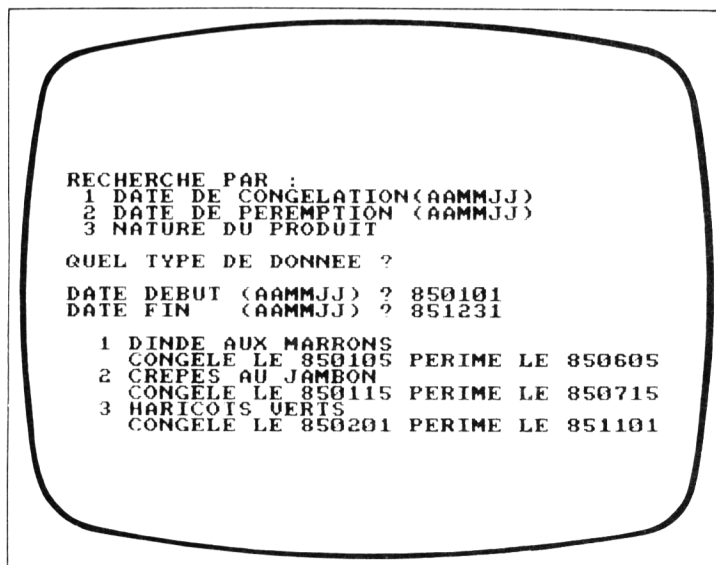 RECHERCHE PAR :
1 DATE DE CONGELATION(AAMMJJ)
2 DATE DE PEREMPTION (AAMMJJ)
3 NATURE DU PRODUIT
QUEL TYPE DE DONNEE ?
DATE DEBUT (AAMMJJ) ? 850101
DATE FIN (AAMMJJ) ? 851231
1 DINDE AUX MARRONS
CONGELE LE 850105 PERIME LE 850605
2 CREPES AU JAMBON
CONGELE LE 850115 PERIME LE 850715
3 HARICOTS VERTS
CONGELE LE 850201 PERIME LE 851101